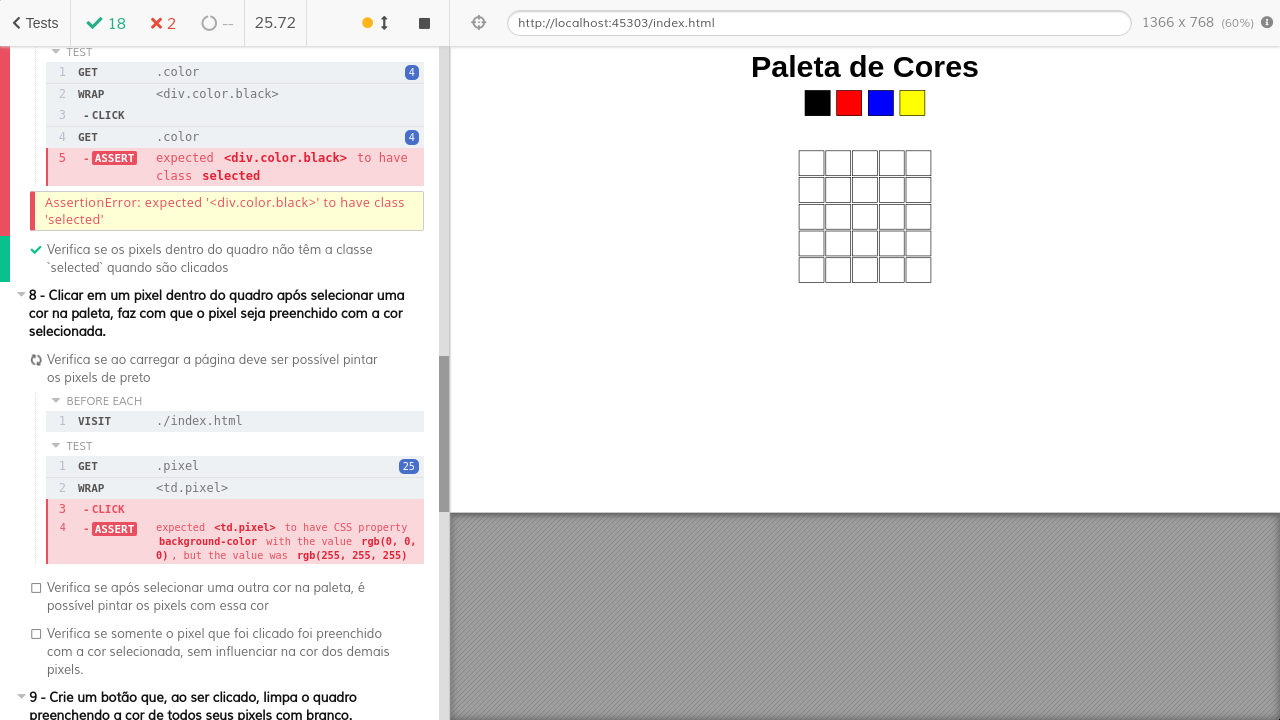 Tests
18
2
--
25.72
http://localhost:45303/index.html
1366 x 768 (60%)
TEST
1 GET .color 4
2 WRAP <div.color.black>
3 - CLICK
4 GET .color 4
5 - ASSERT expected <div.color.black> to have
class selected
AssertionError: expected '<div.color.black>' to have class
'selected'
Verifica se os pixels dentro do quadro não têm a classe
`selected` quando são clicados
8 - Clicar em um pixel dentro do quadro após selecionar uma
cor na paleta, faz com que o pixel seja preenchido com a cor
selecionada.
Verifica se ao carregar a página deve ser possível pintar
os pixels de preto
BEFORE EACH
1 VISIT ./index.html
TEST
1 GET .pixel 25
2 WRAP <td.pixel>
3 - CLICK
4 - ASSERT expected <td.pixel> to have CSS property
background-color with the value rgb(0, 0,
0) , but the value was rgb(255, 255, 255)
Verifica se após selecionar uma outra cor na paleta, é
possível pintar os pixels com essa cor
Verifica se somente o pixel que foi clicado foi preenchido
com a cor selecionada, sem influenciar na cor dos demais
pixels.
9 - Crie um botão que, ao ser clicado, limpa o quadro
preenchendo a cor de todos seus pixels com branco.
Paleta de Cores